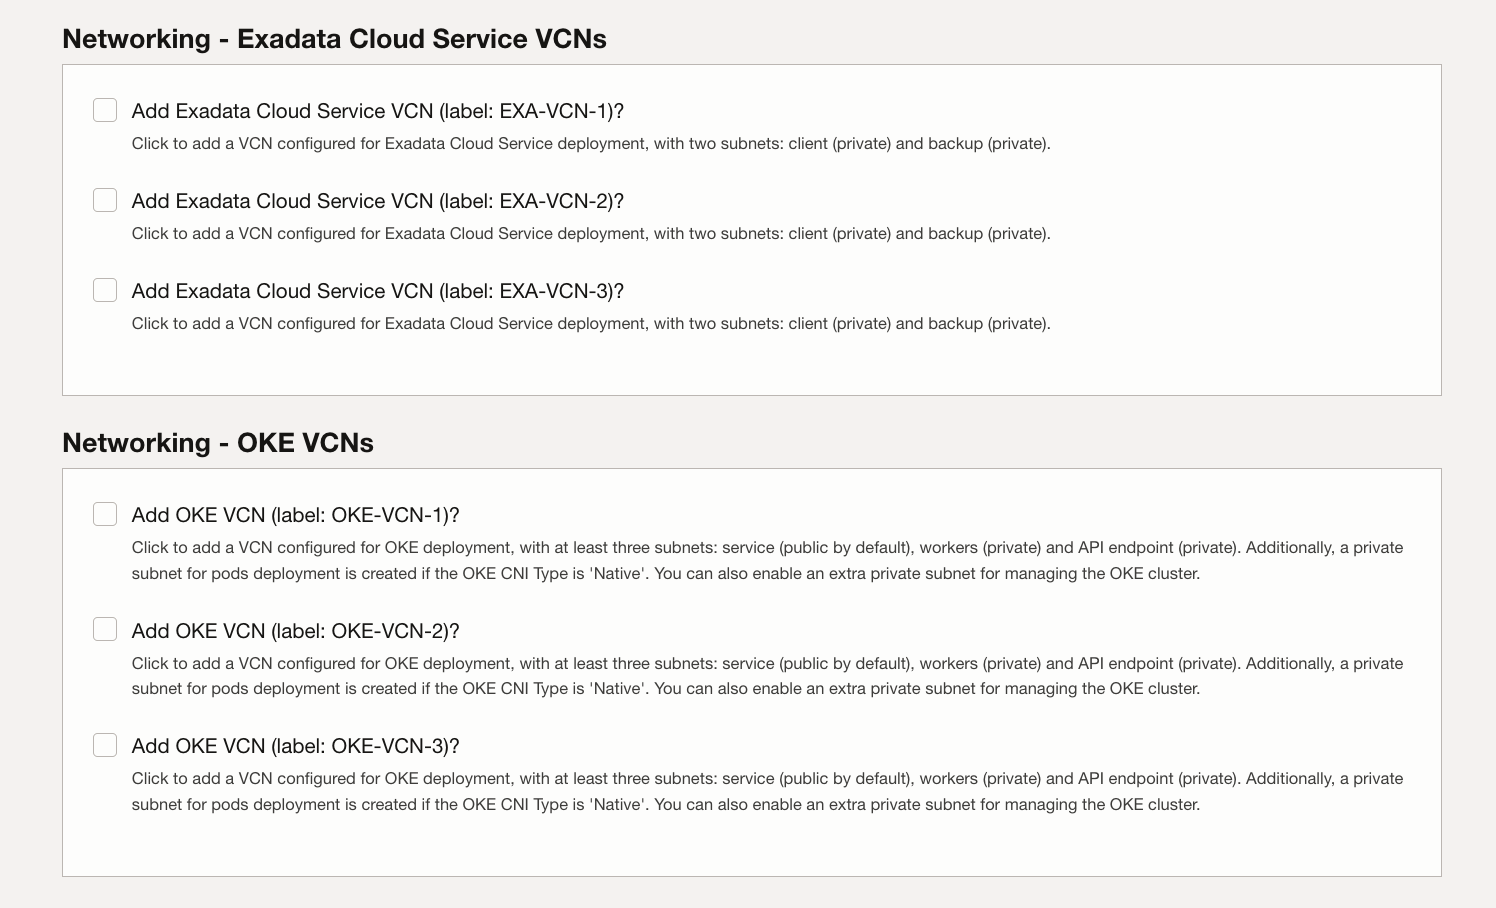 Networking - Exadata Cloud Service VCNs
Add Exadata Cloud Service VCN (label: EXA-VCN-1)?
Click to add a VCN configured for Exadata Cloud Service deployment, with two subnets: client (private) and backup (private).
Add Exadata Cloud Service VCN (label: EXA-VCN-2)?
Click to add a VCN configured for Exadata Cloud Service deployment, with two subnets: client (private) and backup (private).
Add Exadata Cloud Service VCN (label: EXA-VCN-3)?
Click to add a VCN configured for Exadata Cloud Service deployment, with two subnets: client (private) and backup (private).
Networking - OKE VCNs
Add OKE VCN (label: OKE-VCN-1)?
Click to add a VCN configured for OKE deployment, with at least three subnets: service (public by default), workers (private) and API endpoint (private). Additionally, a private
subnet for pods deployment is created if the OKE CNI Type is 'Native'. You can also enable an extra private subnet for managing the OKE cluster.
Add OKE VCN (label: OKE-VCN-2)?
Click to add a VCN configured for OKE deployment, with at least three subnets: service (public by default), workers (private) and API endpoint (private). Additionally, a private
subnet for pods deployment is created if the OKE CNI Type is 'Native'. You can also enable an extra private subnet for managing the OKE cluster.
Add OKE VCN (label: OKE-VCN-3)?
Click to add a VCN configured for OKE deployment, with at least three subnets: service (public by default), workers (private) and API endpoint (private). Additionally, a private
subnet for pods deployment is created if the OKE CNI Type is 'Native'. You can also enable an extra private subnet for managing the OKE cluster.